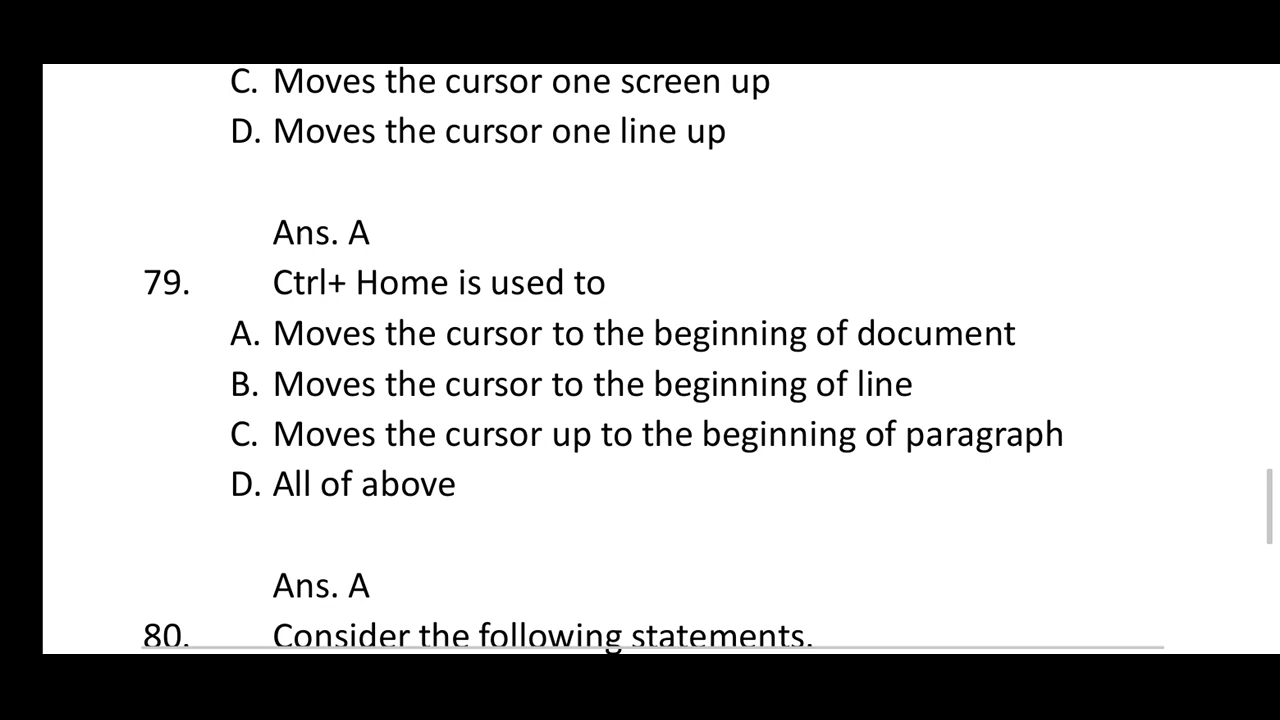 C. Moves the cursor one screen up
D. Moves the cursor one line up
Ans. A
79. Ctrl+ Home is used to
A. Moves the cursor to the beginning of document
B. Moves the cursor to the beginning of line
C. Moves the cursor up to the beginning of paragraph
D. All of above
Ans. A
80. Consider the following statements.